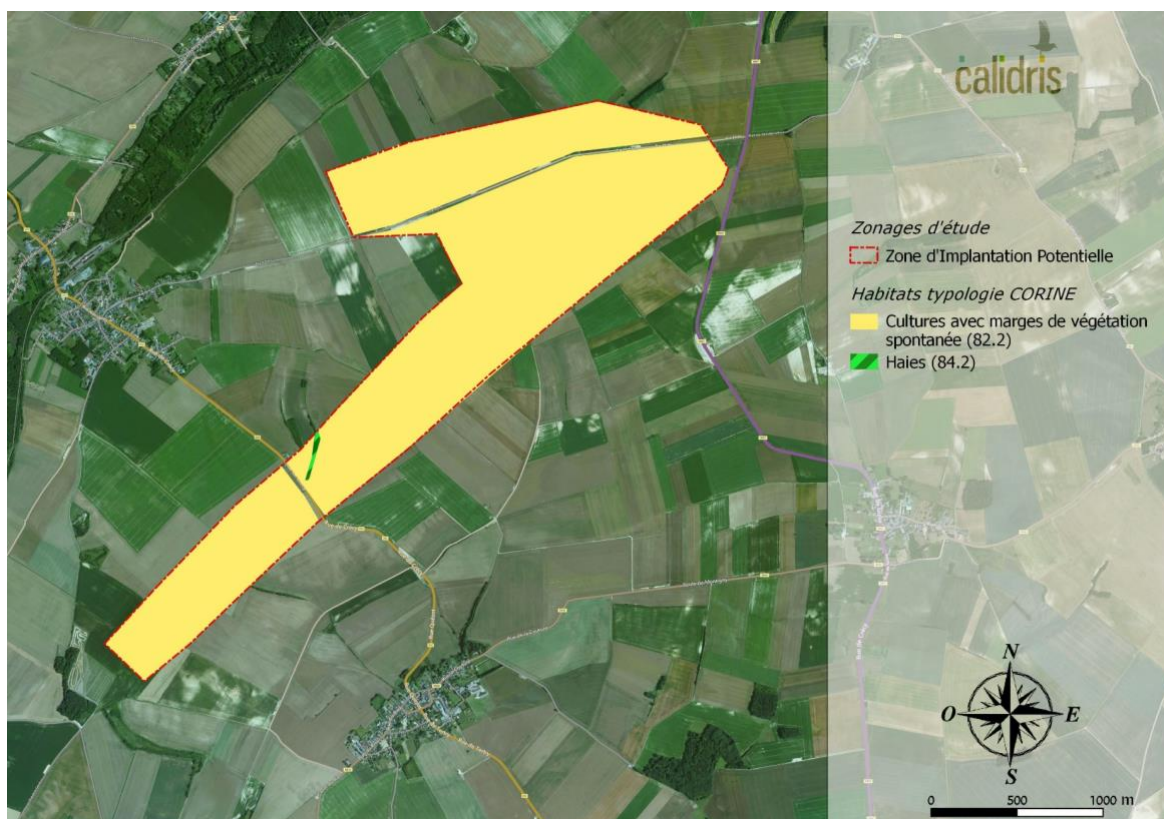 calidris
Zonages d'étude
Zone d'Implantation Potentielle
Habitats typologie CORINE
Cultures avec marges de végétation
spontanée (82.2)
Haies (84.2)
N
O
E
S
0 500 1000 m